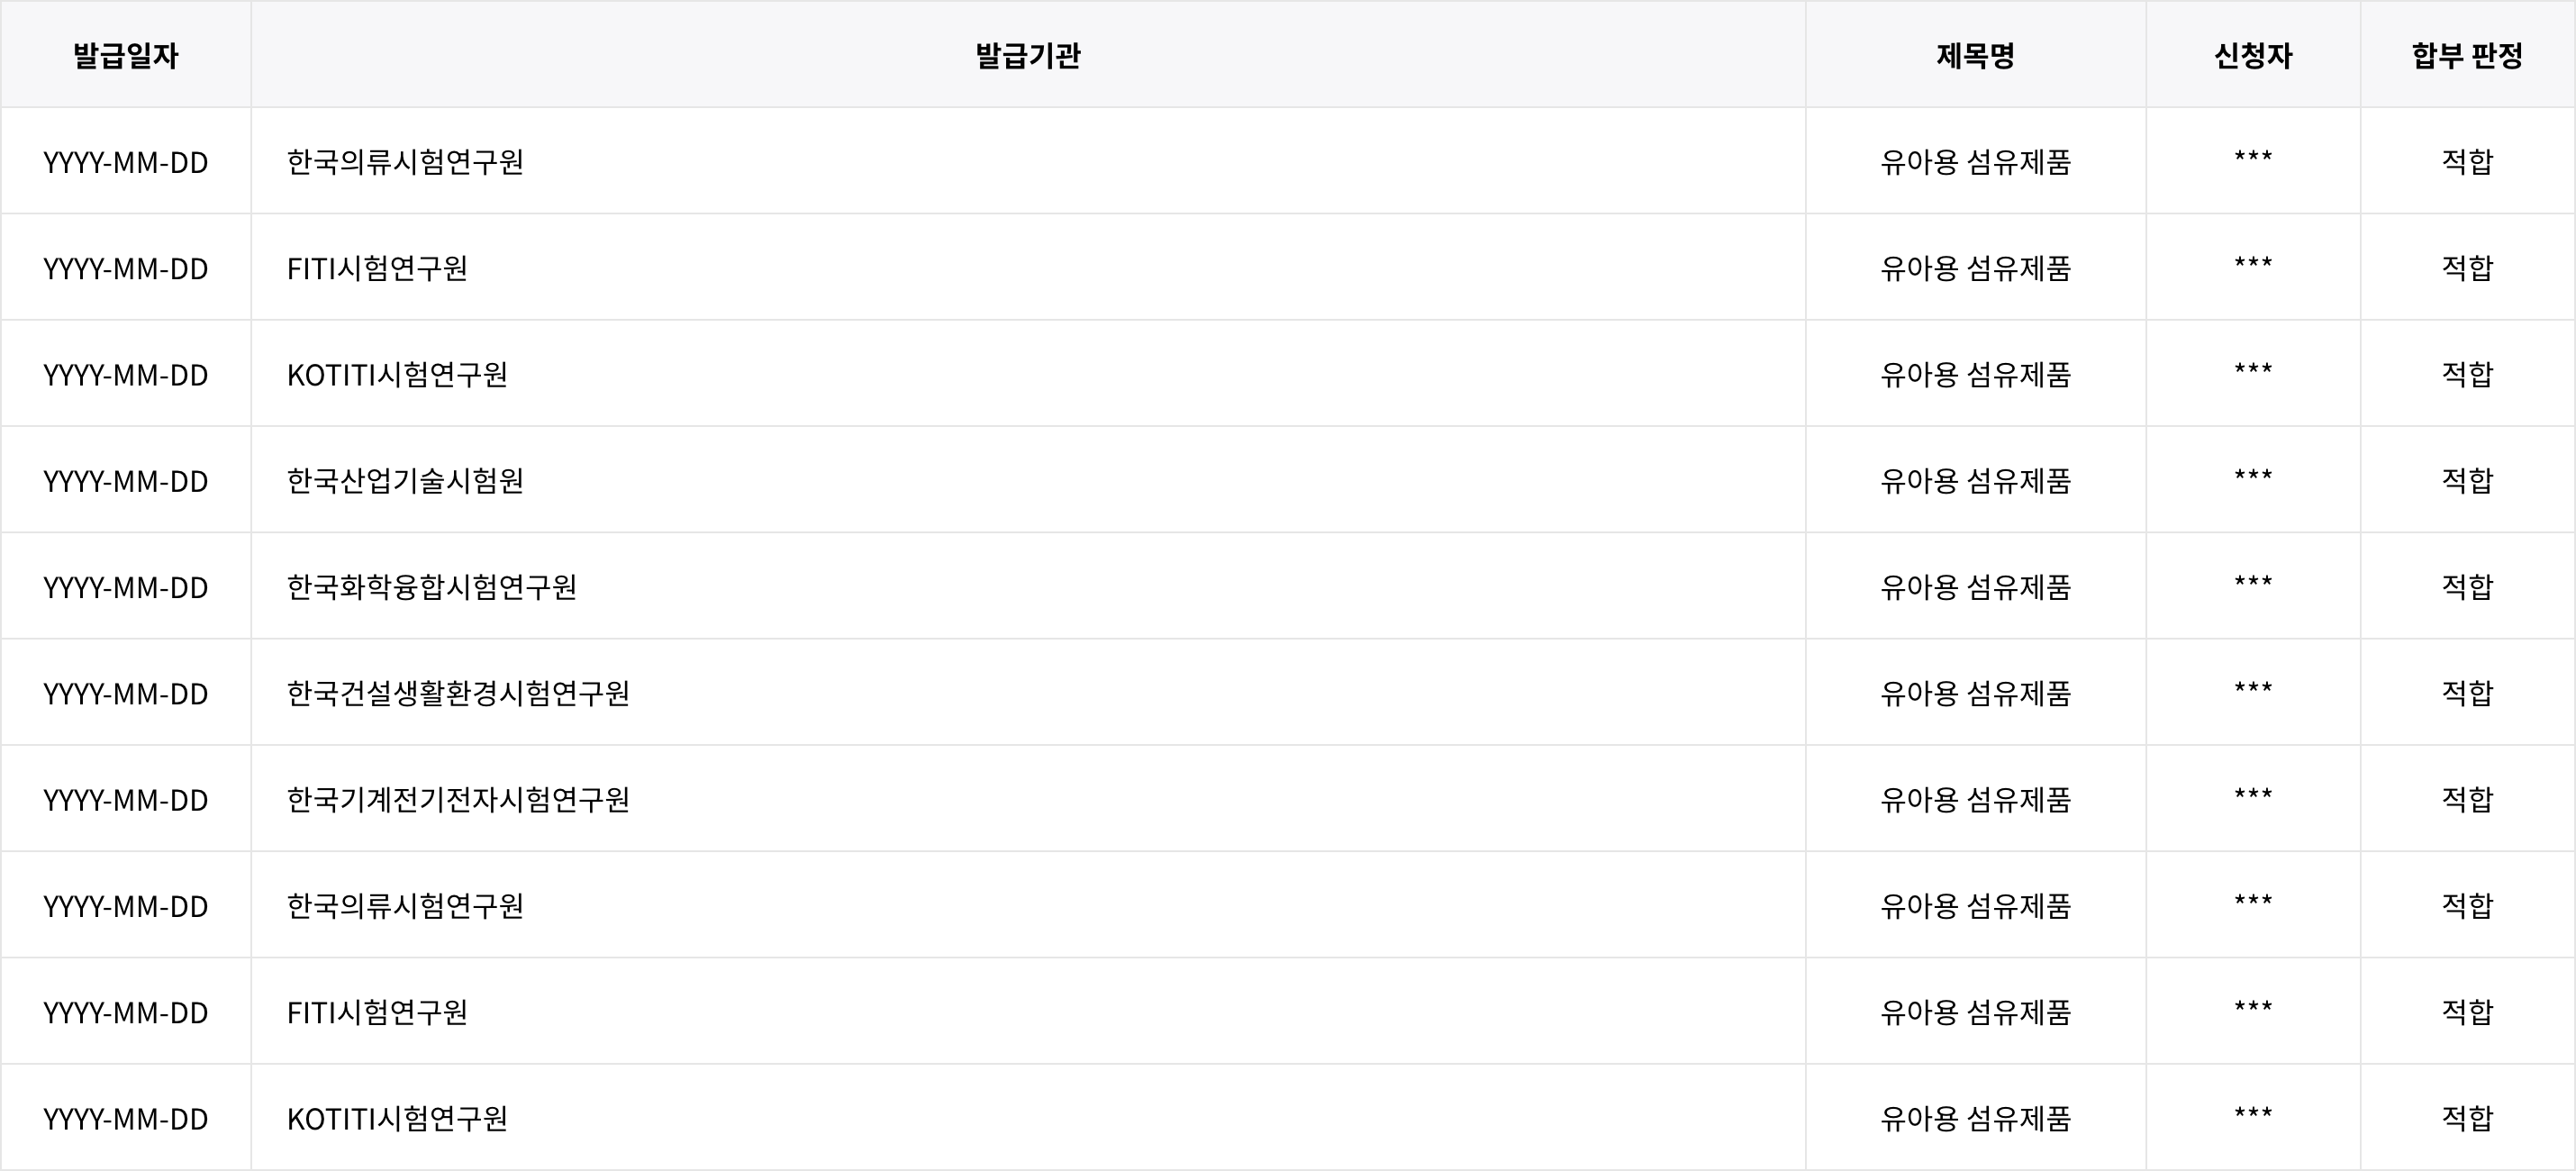 발급일자 발급기관 제목명 신청자 합부 판정
YYYY-MM-DD 한국의류시험연구원 유아용 섬유제품 *** 적합
YYYY-MM-DD FITI시험연구원 유아용 섬유제품 *** 적합
YYYY-MM-DD KOTITI시험연구원 유아용 섬유제품 *** 적합
YYYY-MM-DD 한국산업기술시험원 유아용 섬유제품 *** 적합
YYYY-MM-DD 한국화학융합시험연구원 유아용 섬유제품 *** 적합
YYYY-MM-DD 한국건설생활환경시험연구원 유아용 섬유제품 *** 적합
YYYY-MM-DD 한국기계전기전자시험연구원 유아용 섬유제품 *** 적합
YYYY-MM-DD 한국의류시험연구원 유아용 섬유제품 *** 적합
YYYY-MM-DD FITI시험연구원 유아용 섬유제품 *** 적합
YYYY-MM-DD KOTITI시험연구원 유아용 섬유제품 *** 적합